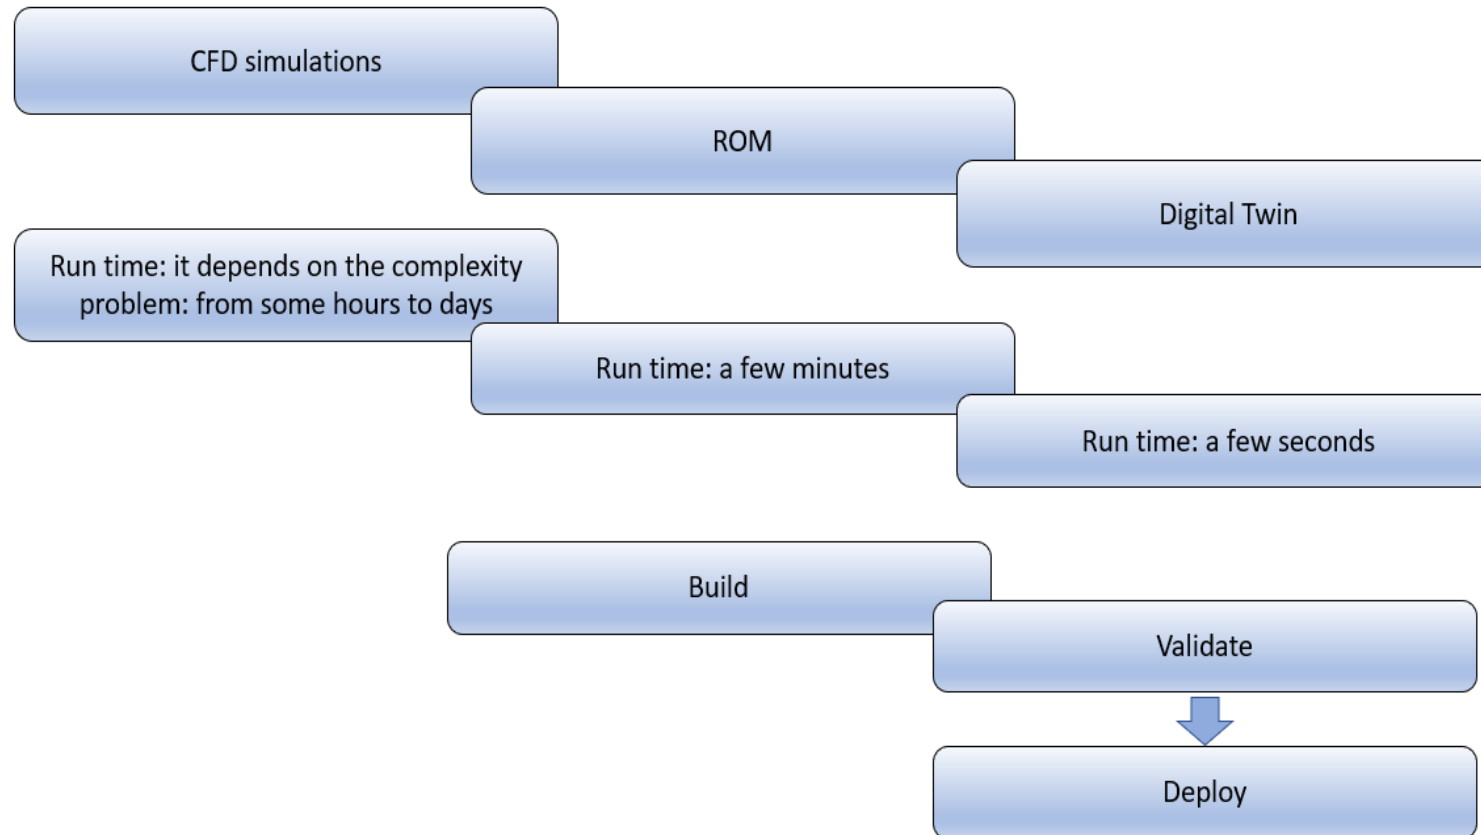 CFD simulations
ROM
Digital Twin
Run time: it depends on the complexity
problem: from some hours to days
Run time: a few minutes
Run time: a few seconds
Build
Validate
Deploy